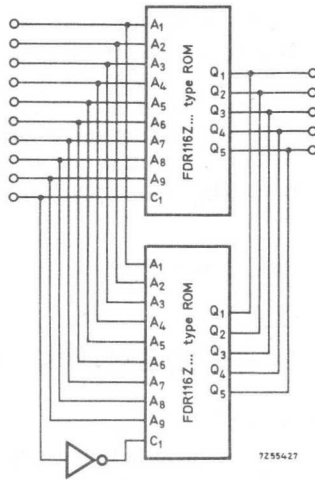 A1
A2
A3
A4
A5
A6
A7
A8
A9
C1
FDR116Z... type ROM
Q1
Q2
Q3
Q4
Q5
A1
A2
A3
A4
A5
A6
A7
A8
A9
C1
FDR116Z... type ROM
Q1
Q2
Q3
Q4
Q5
7Z55427